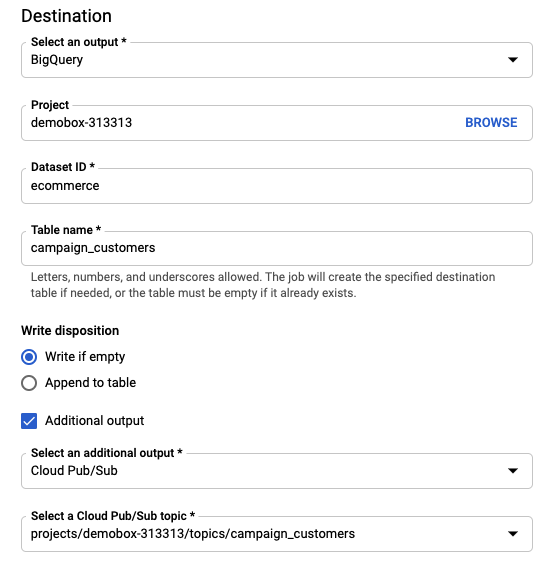 Destination
Select an output *
BigQuery
Project
demobox-313313
BROWSE
Dataset ID *
ecommerce
Table name *
campaign_customers
Letters, numbers, and underscores allowed. The job will create the specified destination
table if needed, or the table must be empty if it already exists.
Write disposition
Write if empty
Append to table
Additional output
Select an additional output *
Cloud Pub/Sub
Select a Cloud Pub/Sub topic *
projects/demobox-313313/topics/campaign_customers